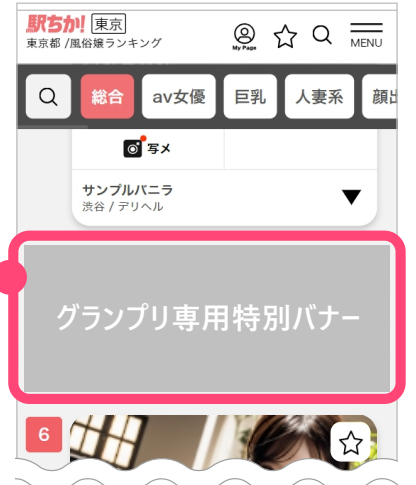 駅ちか! 東京
東京都 /風俗嬢ランキング
My Page
MENU
総合 av女優 巨乳 人妻系 顔出
写メ
サンプルバニラ
渋谷 / デリヘル
グランプリ専用特別バナー
6